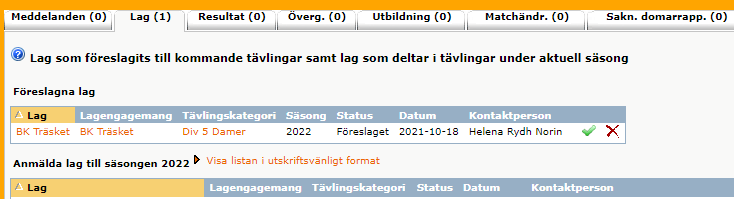 Meddelanden (0) Lag (1) Resultat (0) Överg. (0) Utbildning (0) Matchändr. (0) Sakn. domarrapp. (0)
Lag som föreslagits till kommande tävlingar samt lag som deltar i tävlingar under aktuell säsong
Föreslagna lag
Lag Lagengagemang Tävlingskategori Säsong Status Datum Kontaktperson
BK Träsket BK Träsket Div 5 Damer 2022 Föreslaget 2021-10-18 Helena Rydh Norin
Anmälda lag till säsongen 2022 Visa listan i utskriftsvänligt format
Lag Lagengagemang Tävlingskategori Status Datum Kontaktperson